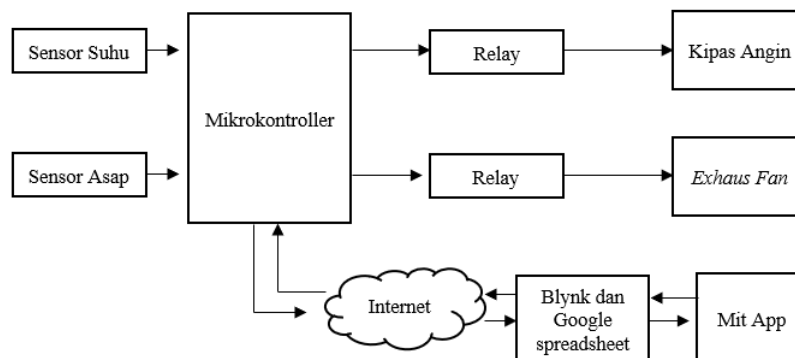 Sensor Suhu
Mikrokontroller
Relay
Kipas Angin
Sensor Asap
Relay
Exhaus Fan
Internet
Blynk dan
Google
spreadsheet
Mit App